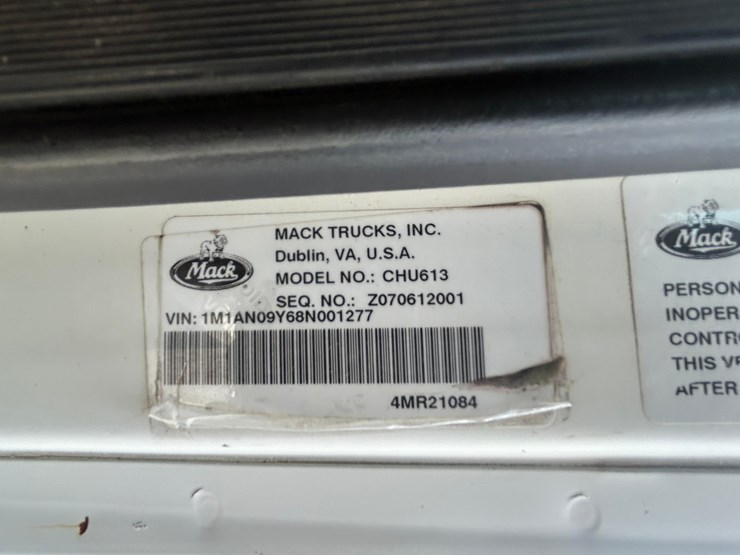 Mack
MACK TRUCKS, INC.
Dublin, VA, U.S.A.
MODEL NO.: CHU613
SEQ. NO.: Z070612001
VIN: 1M1AN09Y68N001277
4MR21084
Mack
PERSON
INOPER
CONTR
THIS
AFTER